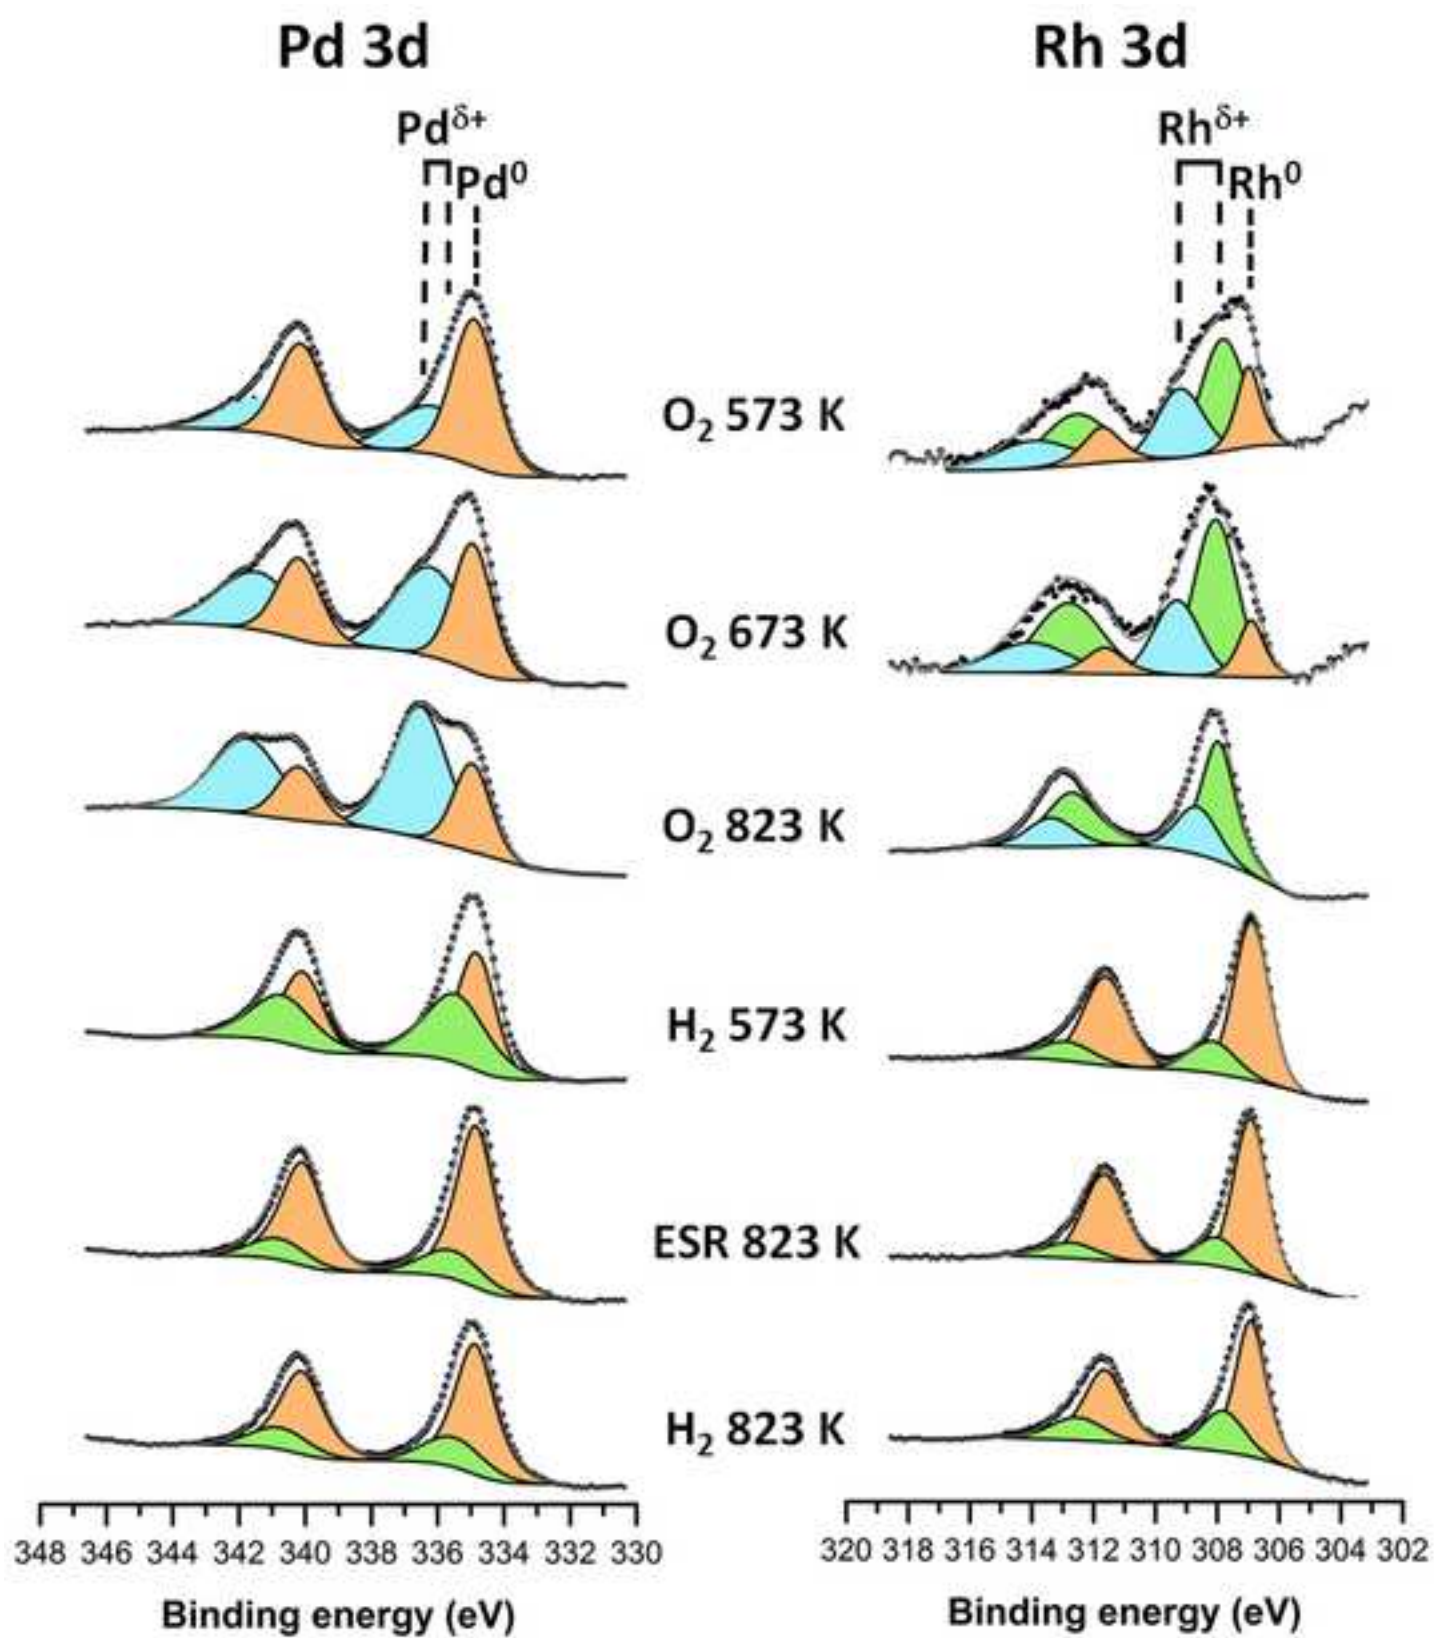 Pd 3d Rh 3d
Pdδ+ Rhδ+
Pd0 Rh0
O2 573 K
O2 673 K
O2 823 K
H2 573 K
ESR 823 K
H2 823 K
348 346 344 342 340 338 336 334 332 330 320 318 316 314 312 310 308 306 304 302
Binding energy (eV) Binding energy (eV)